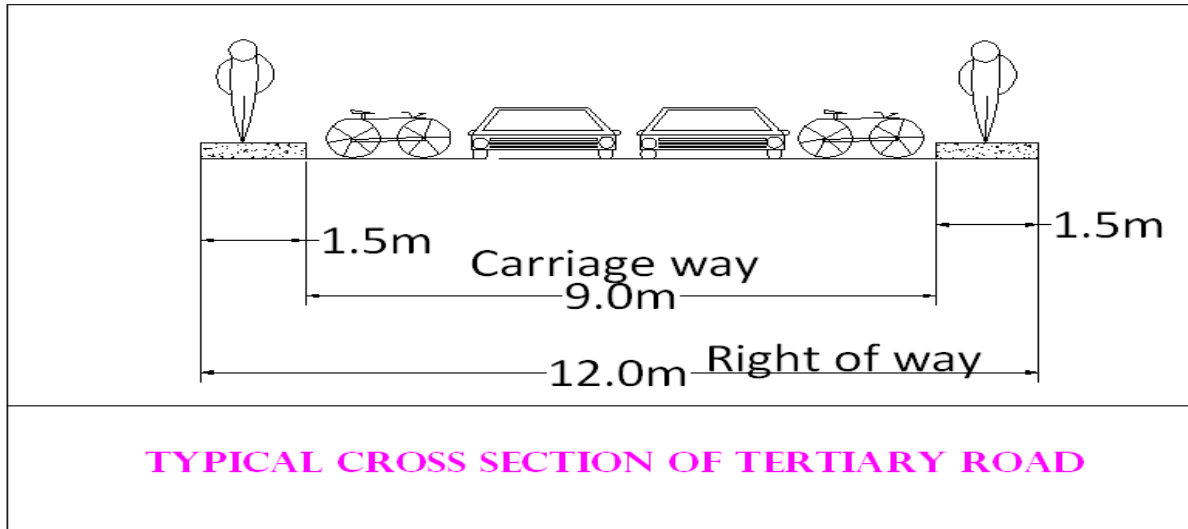 1.5m
1.5m
Carriage way
9.0m
Right of way
12.0m
TYPICAL CROSS SECTION OF TERTIARY ROAD